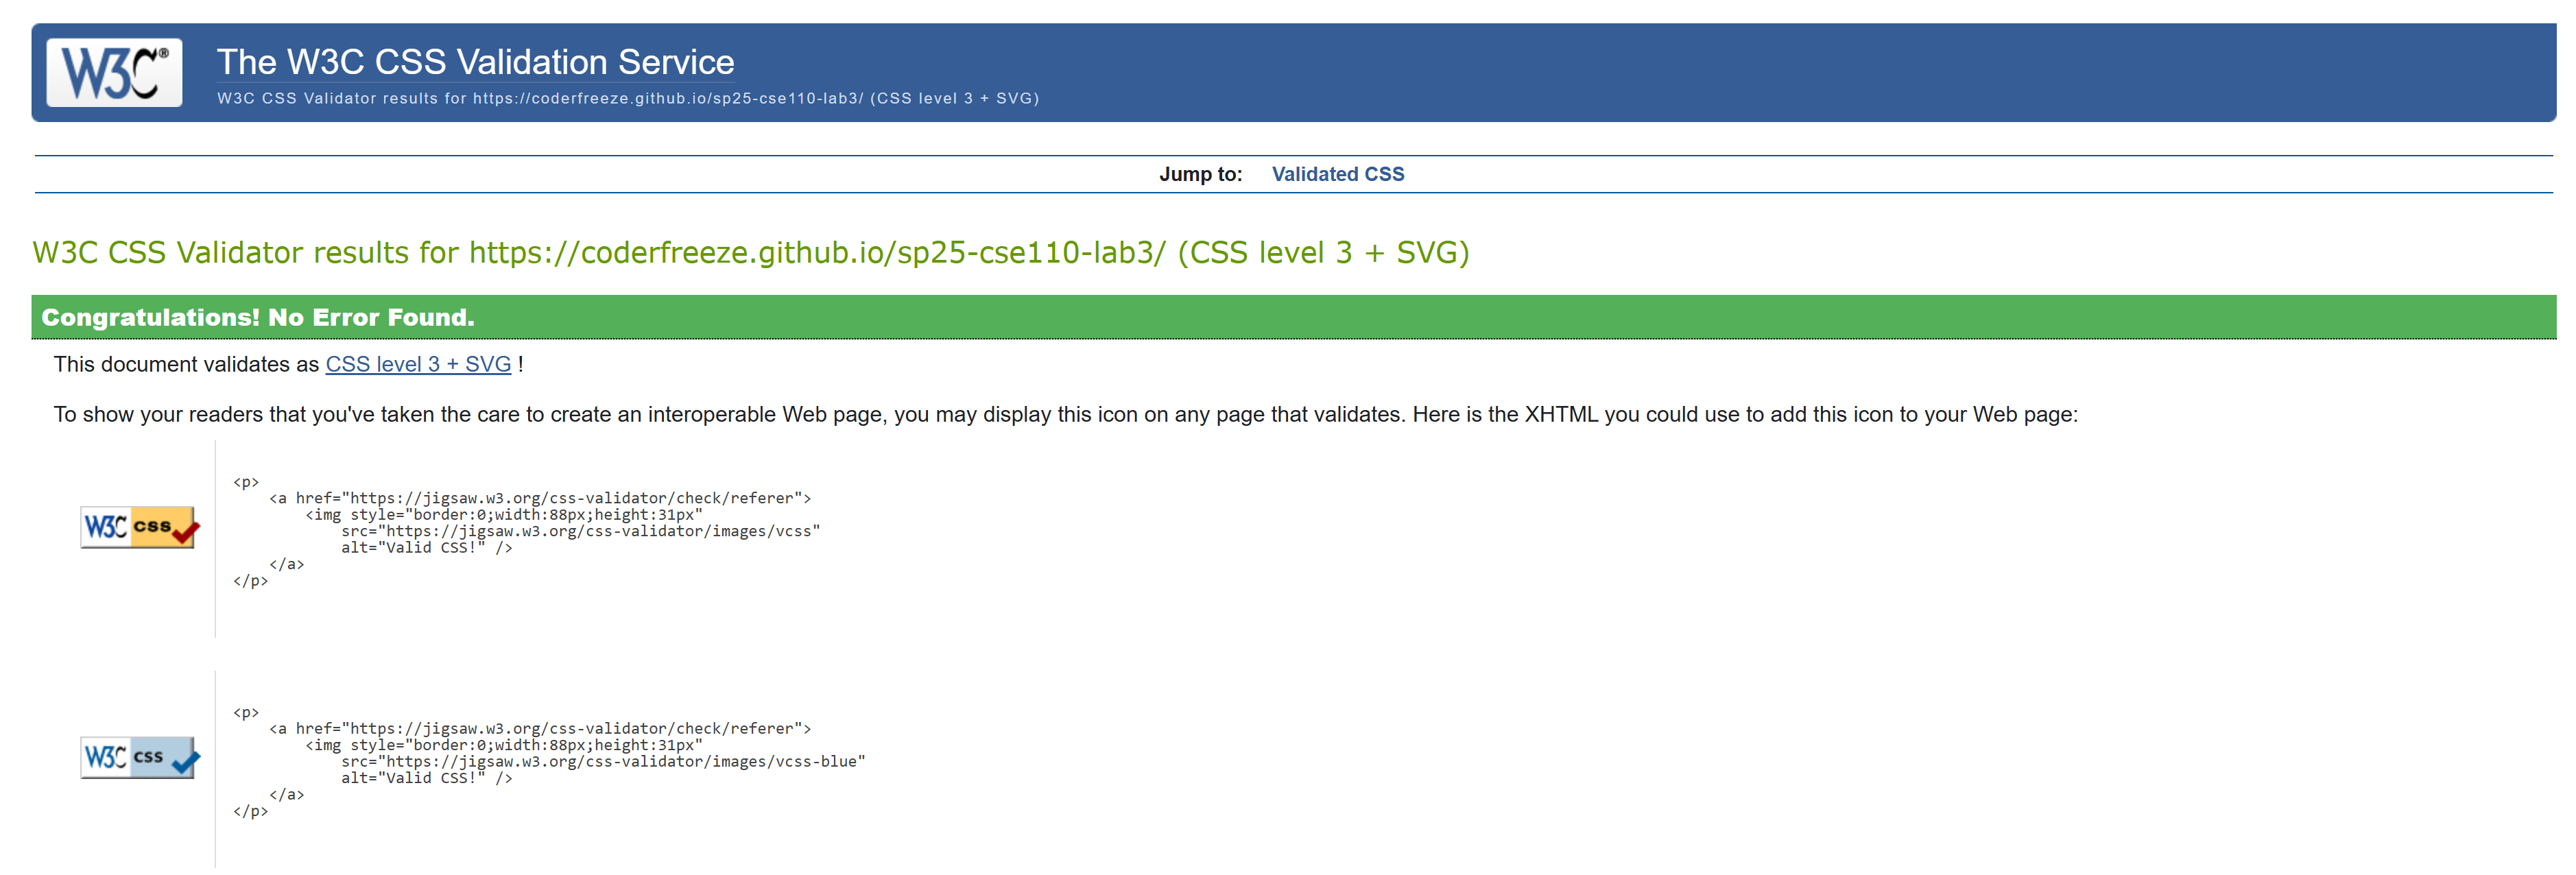 W3C®
The W3C CSS Validation Service
W3C CSS Validator results for https://coderfreeze.github.io/sp25-cse110-lab3/ (CSS level 3 + SVG)
Jump to: Validated CSS
W3C CSS Validator results for https://coderfreeze.github.io/sp25-cse110-lab3/ (CSS level 3 + SVG)
Congratulations! No Error Found.
This document validates as CSS level 3 + SVG !
To show your readers that you've taken the care to create an interoperable Web page, you may display this icon on any page that validates. Here is the XHTML you could use to add this icon to your Web page:
W3C css
<p>
    <a href="https://jigsaw.w3.org/css-validator/check/referer">
        <img style="border:0;width:88px;height:31px"
            src="https://jigsaw.w3.org/css-validator/images/vcss"
            alt="Valid CSS!" />
    </a>
</p>
W3C css
<p>
    <a href="https://jigsaw.w3.org/css-validator/check/referer">
        <img style="border:0;width:88px;height:31px"
            src="https://jigsaw.w3.org/css-validator/images/vcss-blue"
            alt="Valid CSS!" />
    </a>
</p>